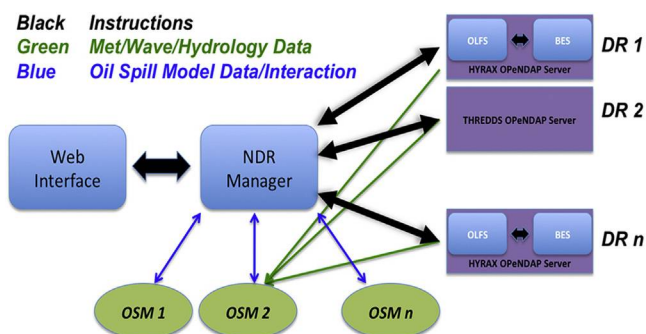 Black Instructions
Green Met/Wave/Hydrology Data
Blue Oil Spill Model Data/Interaction
OLFS BES
HYRAX OPeNDAP Server
DR 1
THREDDS OPeNDAP Server
DR 2
Web
Interface
NDR
Manager
OLFS BES
HYRAX OPeNDAP Server
DR n
OSM 1
OSM 2
OSM n